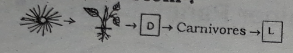 D → Carnivores → L